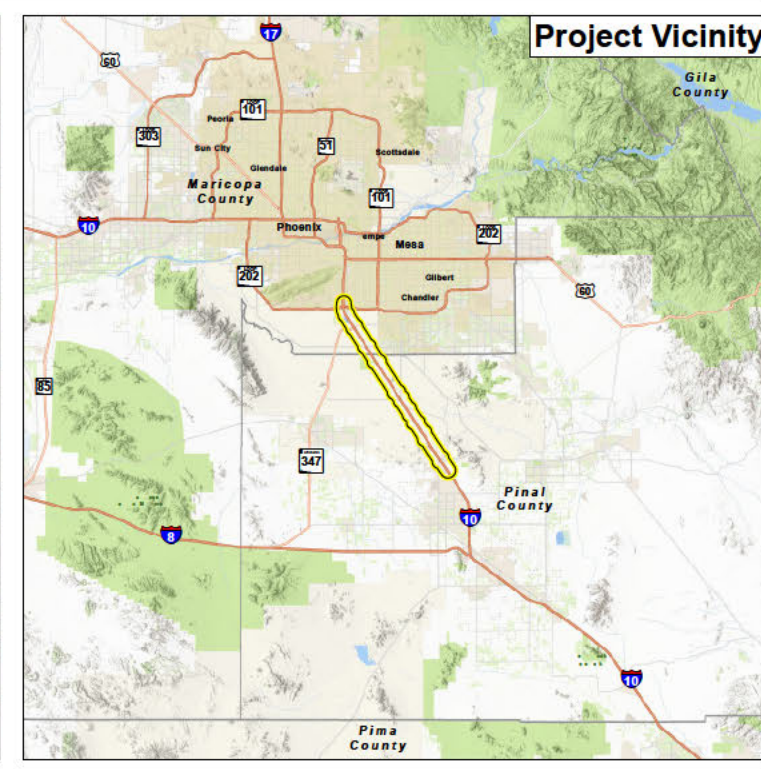 Project Vicinity
17
60
Gila
County
101
Peoria
303
51
Sun City
Scottsdale
Glendale
Maricopa
County
101
10
Phoenix
empe
202
Mesa
202
Gilbert
60
Chandler
85
347
Pinal
County
10
8
10
Pima
County